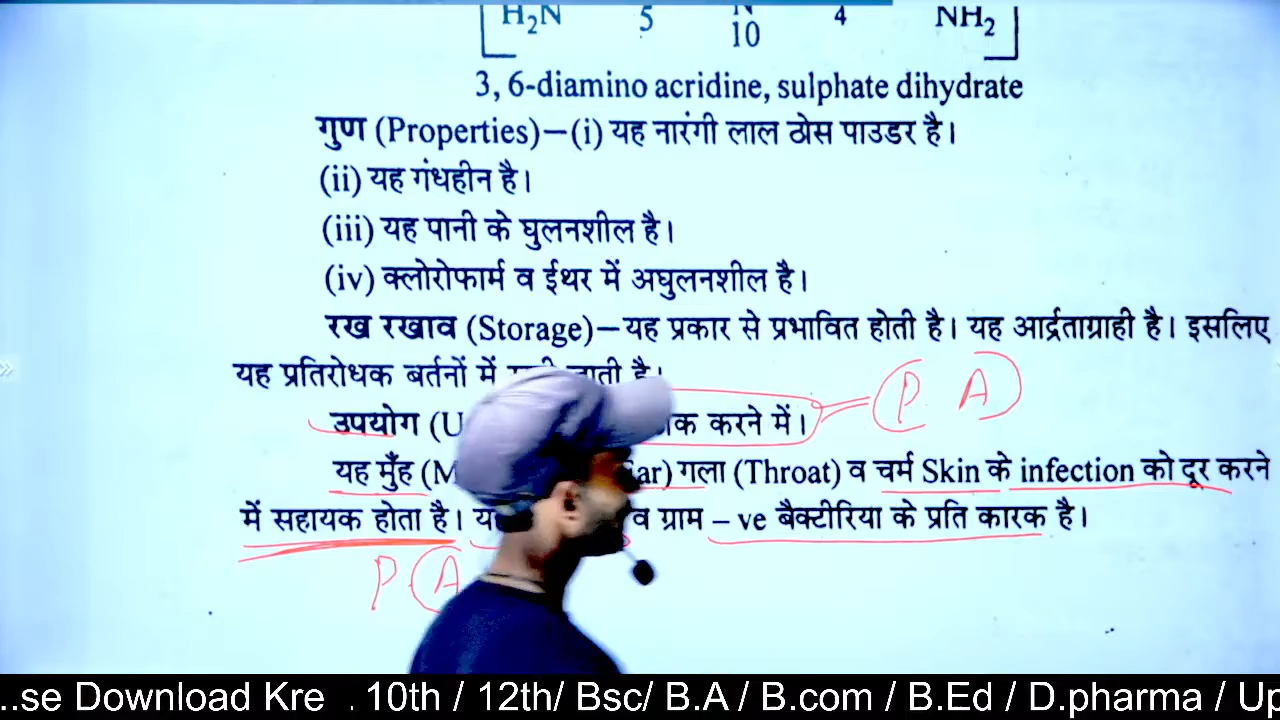 H₂N 5 N 4 NH₂
10
3, 6-diamino acridine, sulphate dihydrate
गुण (Properties)–(i) यह नारंगी लाल ठोस पाउडर है।
(ii) यह गंधहीन है।
(iii) यह पानी के घुलनशील है।
(iv) क्लोरोफार्म व ईथर में अघुलनशील है।
रख रखाव (Storage)–यह प्रकार से प्रभावित होती है। यह आर्द्रताग्राही है। इसलिए
यह प्रतिरोधक बर्तनों में जाती है।
उपयोग (U करने में। P A
यह मुँह (M ar) गला (Throat) व चर्म Skin के infection को दूर करने
में सहायक होता है। व ग्राम – ve बैक्टीरिया के प्रति कारक है।
P A
..se Download Kre . 10th / 12th/ Bsc/ B.A / B.com / B.Ed / D.pharma / Up